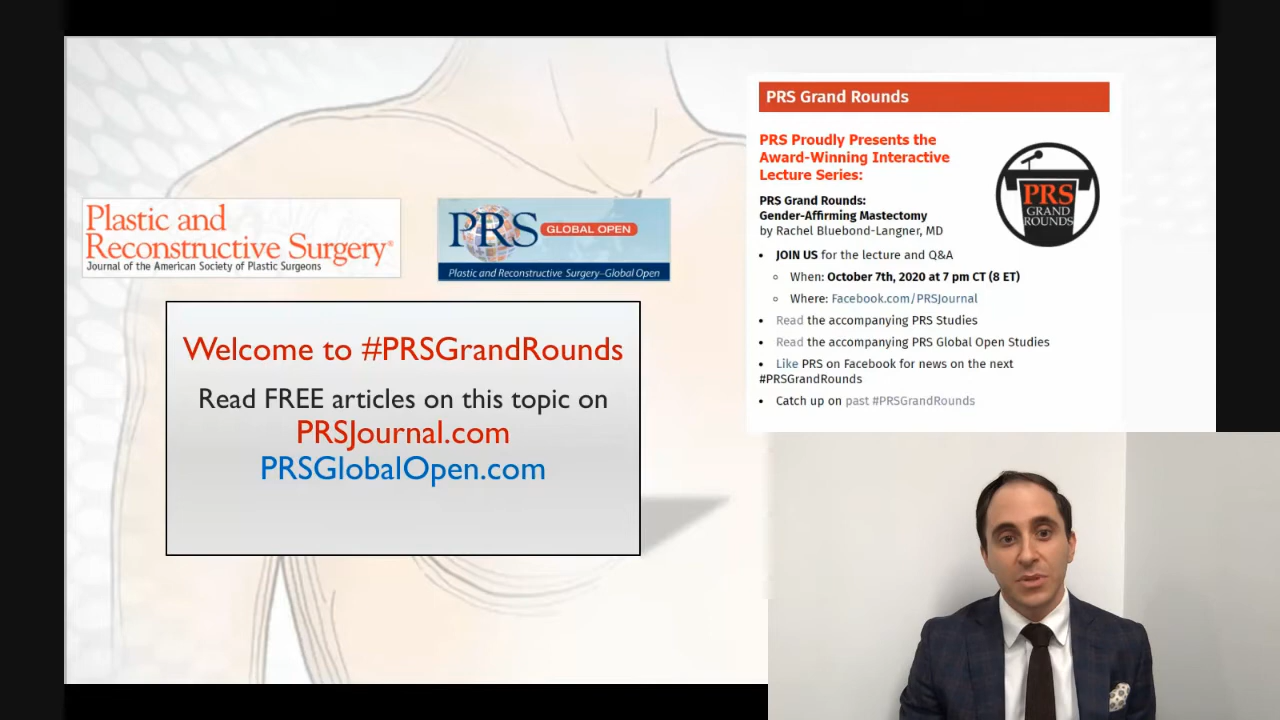 Plastic and
Reconstructive Surgery®
Journal of the American Society of Plastic Surgeons
PRS GLOBAL OPEN
Plastic and Reconstructive Surgery–Global Open
Welcome to #PRSGrandRounds
Read FREE articles on this topic on
PRSJournal.com
PRSGlobalOpen.com
PRS Grand Rounds
PRS Proudly Presents the
Award-Winning Interactive
Lecture Series:
PRS
GRAND
ROUNDS
PRS Grand Rounds:
Gender-Affirming Mastectomy
by Rachel Bluebond-Langner, MD
• JOIN US for the lecture and Q&A
◦ When: October 7th, 2020 at 7 pm CT (8 ET)
◦ Where: Facebook.com/PRSJournal
• Read the accompanying PRS Studies
• Read the accompanying PRS Global Open Studies
• Like PRS on Facebook for news on the next
#PRSGrandRounds
• Catch up on past #PRSGrandRounds